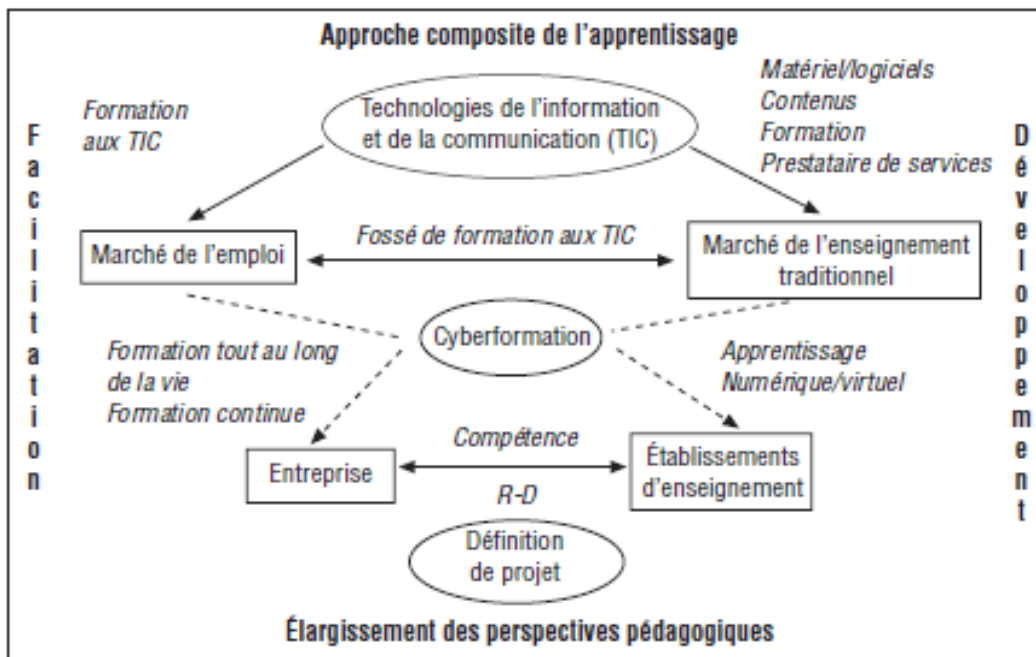 Approche composite de l'apprentissage
Formation
aux TIC
Technologies de l'information
et de la communication (TIC)
Matériel/logiciels
Contenus
Formation
Prestataire de services
Facilitation
Développement
Marché de l'emploi
Fossé de formation aux TIC
Marché de l'enseignement
traditionnel
Cyberformation
Formation tout au long
de la vie
Formation continue
Apprentissage
Numérique/virtuel
Entreprise
Compétence
R-D
Établissements
d'enseignement
Définition
de projet
Élargissement des perspectives pédagogiques